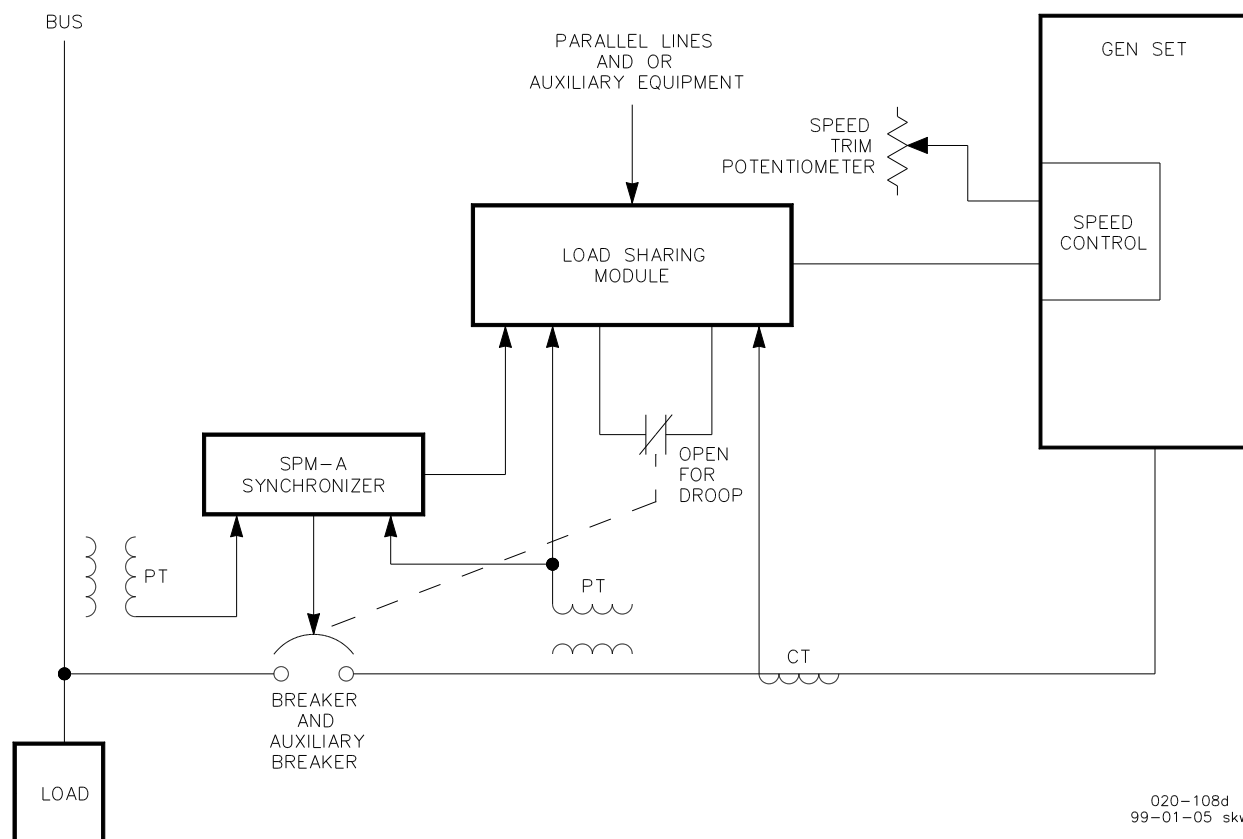 BUS
PARALLEL LINES
AND OR
AUXILIARY EQUIPMENT
GEN SET
SPEED
TRIM
POTENTIOMETER
SPEED
CONTROL
LOAD SHARING
MODULE
SPM-A
SYNCHRONIZER
OPEN
FOR
DROOP
PT
PT
CT
BREAKER
AND
AUXILIARY
BREAKER
LOAD
020-108d
99-01-05 skw